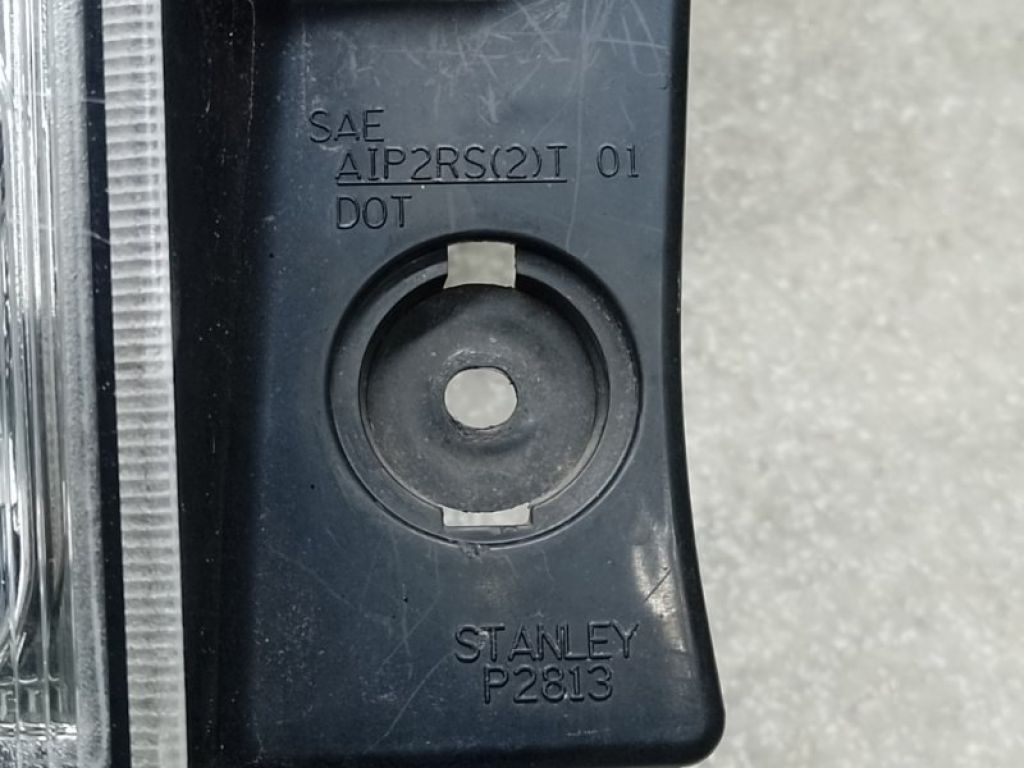 SAE
AIP2RS(2)T 01
DOT
STANLEY
P2813